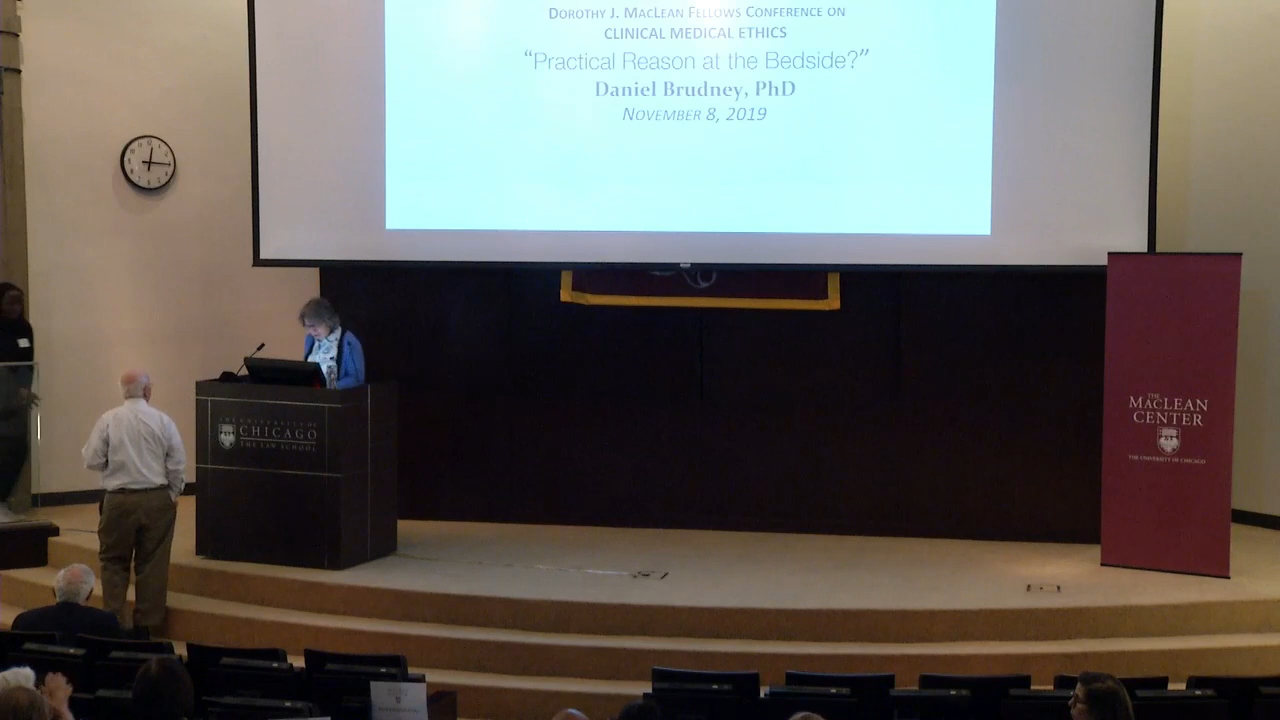 DOROTHY J. MACLEAN FELLOWS CONFERENCE ON
CLINICAL MEDICAL ETHICS
“Practical Reason at the Bedside?”
Daniel Brudney, PhD
NOVEMBER 8, 2019
THE UNIVERSITY OF
CHICAGO
THE LAW SCHOOL
THE
MACLEAN
CENTER
THE UNIVERSITY OF CHICAGO